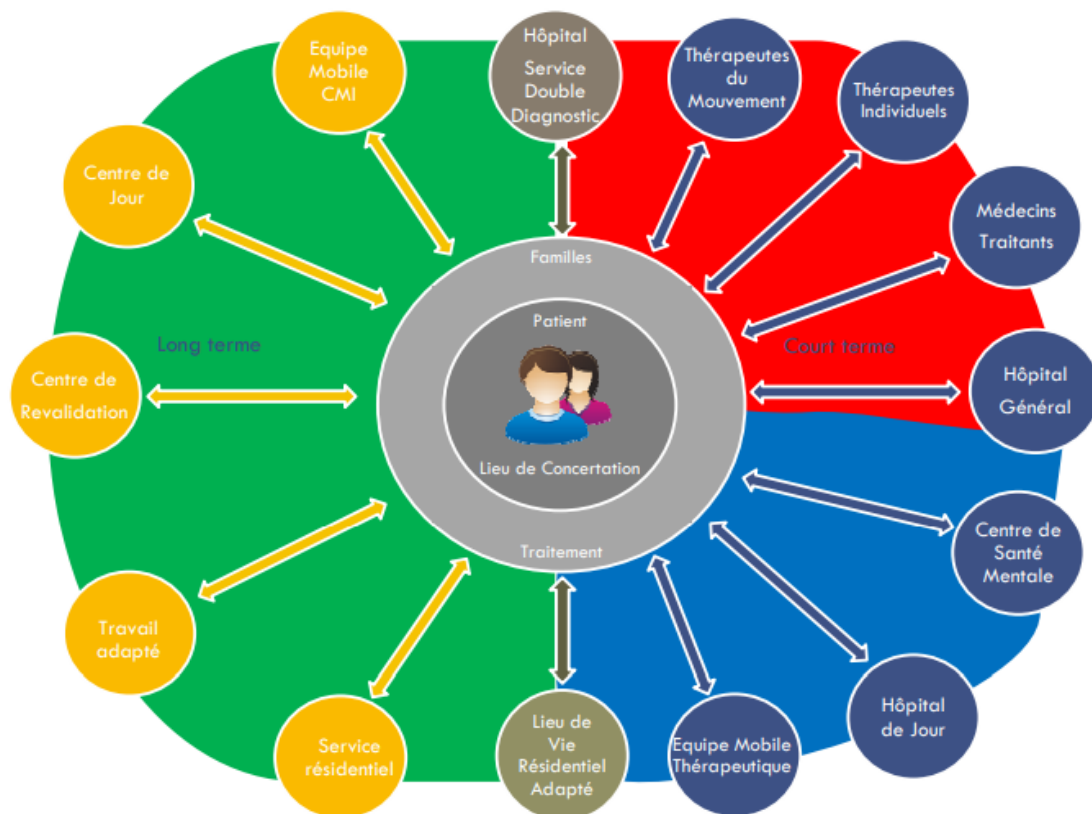 Equipe
Mobile
CMI
Hôpital
Service
Double
Diagnostic
Thérapeutes
du
Mouvement
Thérapeutes
Individuels
Centre de
Jour
Médecins
Traitants
Familles
Patient
Long terme
Court terme
Centre de
Revalidation
Hôpital
Général
Lieu de Concertation
Centre de
Santé
Mentale
Traitement
Travail
adapté
Service
résidentiel
Lieu de
Vie
Résidentiel
Adapté
Equipe Mobile
Thérapeutique
Hôpital
de Jour